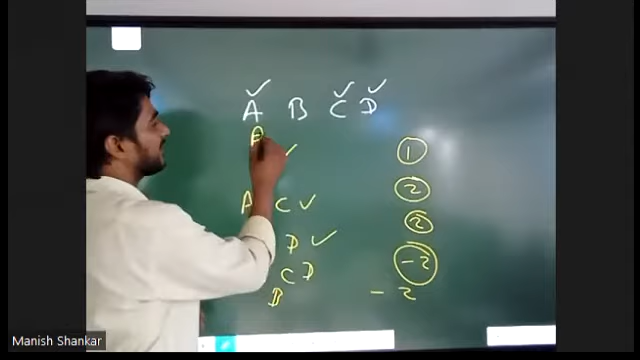 A B C D
A ✓ 1
A C ✓ 2
D ✓ 2
C D -2
B - 2
Manish Shankar